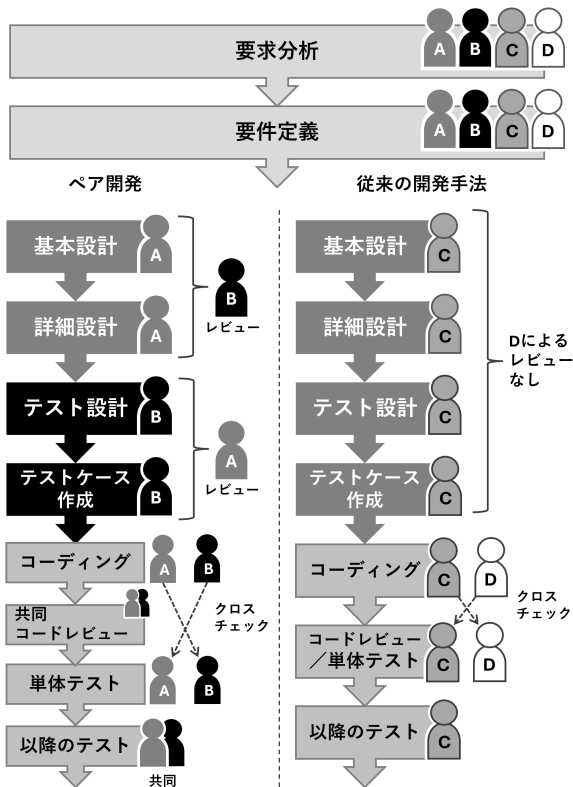 要求分析
A B C D
要件定義
A B C D
ペア開発
基本設計
A
詳細設計
A
B
レビュー
テスト設計
B
テストケース
作成
B
A
レビュー
コーディング
A B
共同
コードレビュー
クロス
チェック
単体テスト
A B
以降のテスト
共同
従来の開発手法
基本設計
C
詳細設計
C
テスト設計
C
テストケース
作成
C
Dによる
レビュー
なし
コーディング
C D
クロス
チェック
コードレビュー
／単体テスト
C D
以降のテスト
C